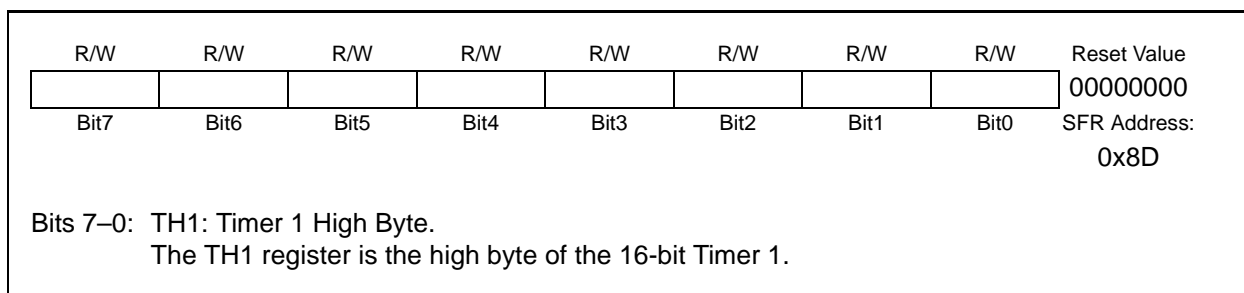 R/W R/W R/W R/W R/W R/W R/W R/W Reset Value
00000000
Bit7 Bit6 Bit5 Bit4 Bit3 Bit2 Bit1 Bit0 SFR Address:
0x8D
Bits 7–0: TH1: Timer 1 High Byte.
The TH1 register is the high byte of the 16-bit Timer 1.